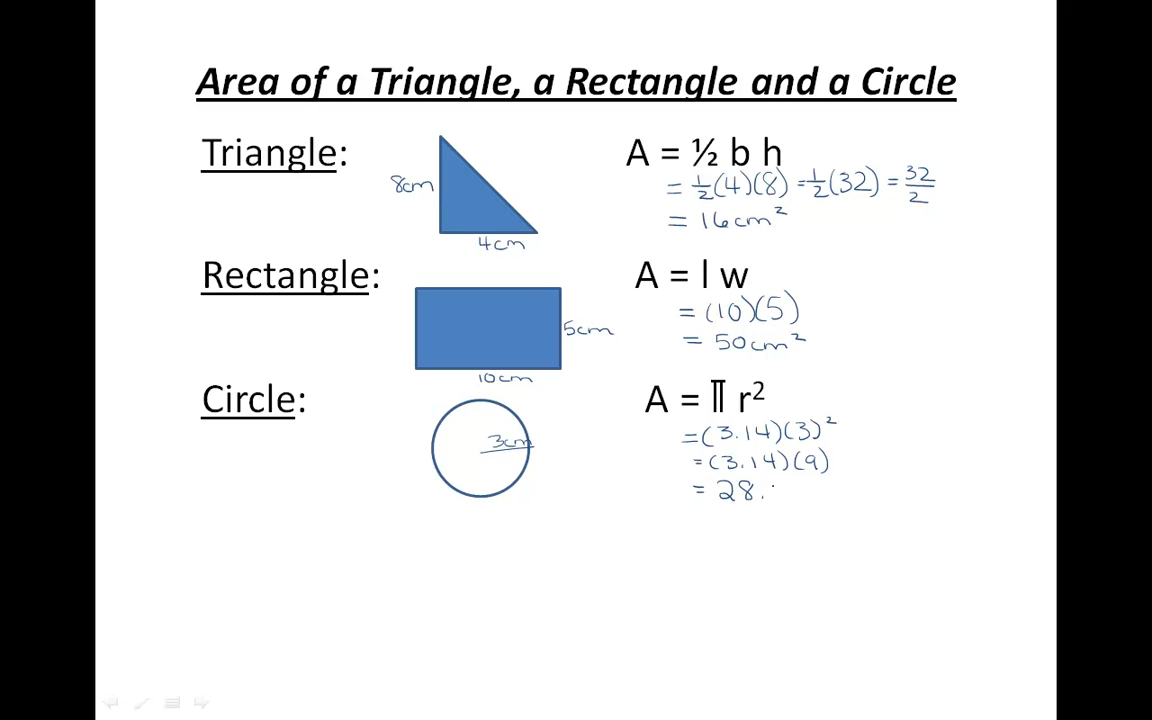 Area of a Triangle, a Rectangle and a Circle
Triangle:
8cm
4cm
A = ½ b h
= ½(4)(8) = ½(32) = 32/2
= 16cm²
Rectangle:
5cm
10cm
A = l w
= (10)(5)
= 50cm²
Circle:
3cm
A = π r²
= (3.14)(3)²
= (3.14)(9)
= 28.